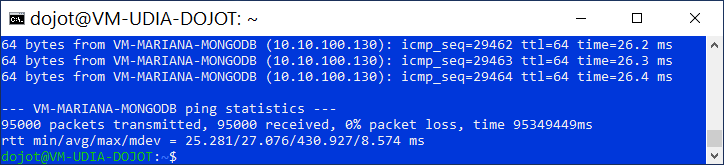 dojot@VM-UDIA-DOJOT: ~
64 bytes from VM-MARIANA-MONGODB (10.10.100.130): icmp_seq=29462 ttl=64 time=26.2 ms
64 bytes from VM-MARIANA-MONGODB (10.10.100.130): icmp_seq=29463 ttl=64 time=26.3 ms
64 bytes from VM-MARIANA-MONGODB (10.10.100.130): icmp_seq=29464 ttl=64 time=26.4 ms
--- VM-MARIANA-MONGODB ping statistics ---
95000 packets transmitted, 95000 received, 0% packet loss, time 95349449ms
rtt min/avg/max/mdev = 25.281/27.076/430.927/8.574 ms
dojot@VM-UDIA-DOJOT:~$